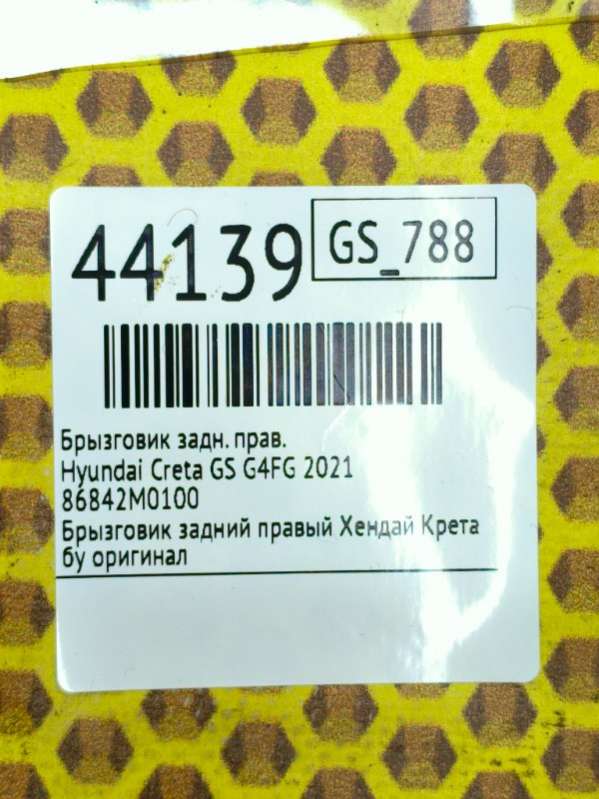 44139
GS_788
Брызговик задн. прав.
Hyundai Creta GS G4FG 2021
86842M0100
Брызговик задний правый Хендай Крета
бу оригинал